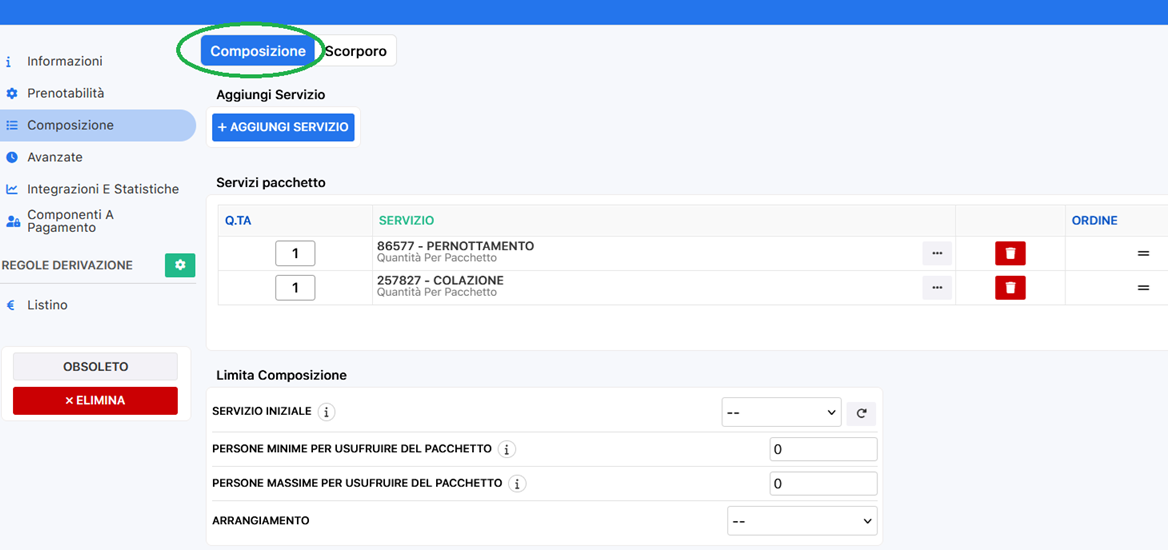 Composizione
Scorporo
Informazioni
Prenotabilità
Composizione
Avanzate
Integrazioni E Statistiche
Componenti A
Pagamento
REGOLE DERIVAZIONE
€ Listino
OBSOLETO
× ELIMINA
Aggiungi Servizio
+ AGGIUNGI SERVIZIO
Servizi pacchetto
Q.TA SERVIZIO ORDINE
1 86577 - PERNOTTAMENTO
Quantità Per Pacchetto
1 257827 - COLAZIONE
Quantità Per Pacchetto
Limita Composizione
SERVIZIO INIZIALE --
PERSONE MINIME PER USUFRUIRE DEL PACCHETTO 0
PERSONE MASSIME PER USUFRUIRE DEL PACCHETTO 0
ARRANGIAMENTO --